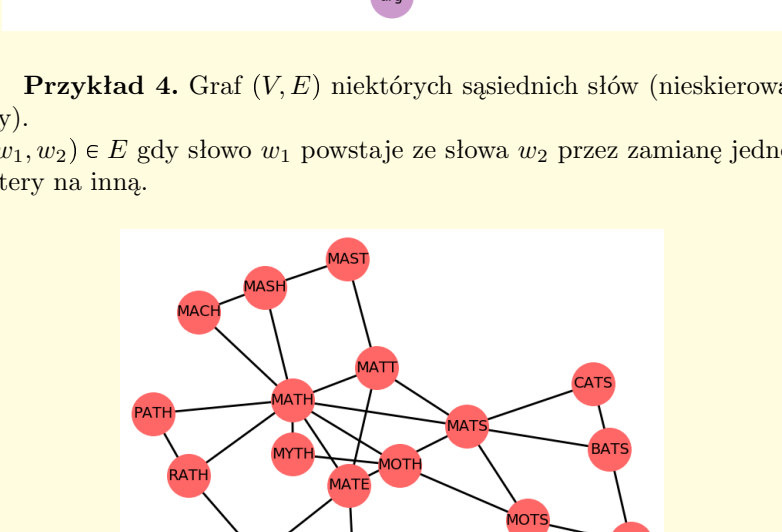 Przykład 4. Graf (V, E) niektórych sąsiednich słów (nieskierowa
y).
w₁, w₂) ∈ E gdy słowo w₁ powstaje ze słowa w₂ przez zamianę jedn
tery na inną.
MAST
MASH
MACH
MATT
CATS
MATH
PATH
MATS
BATS
MYTH
MOTH
RATH
MATE
MOTS